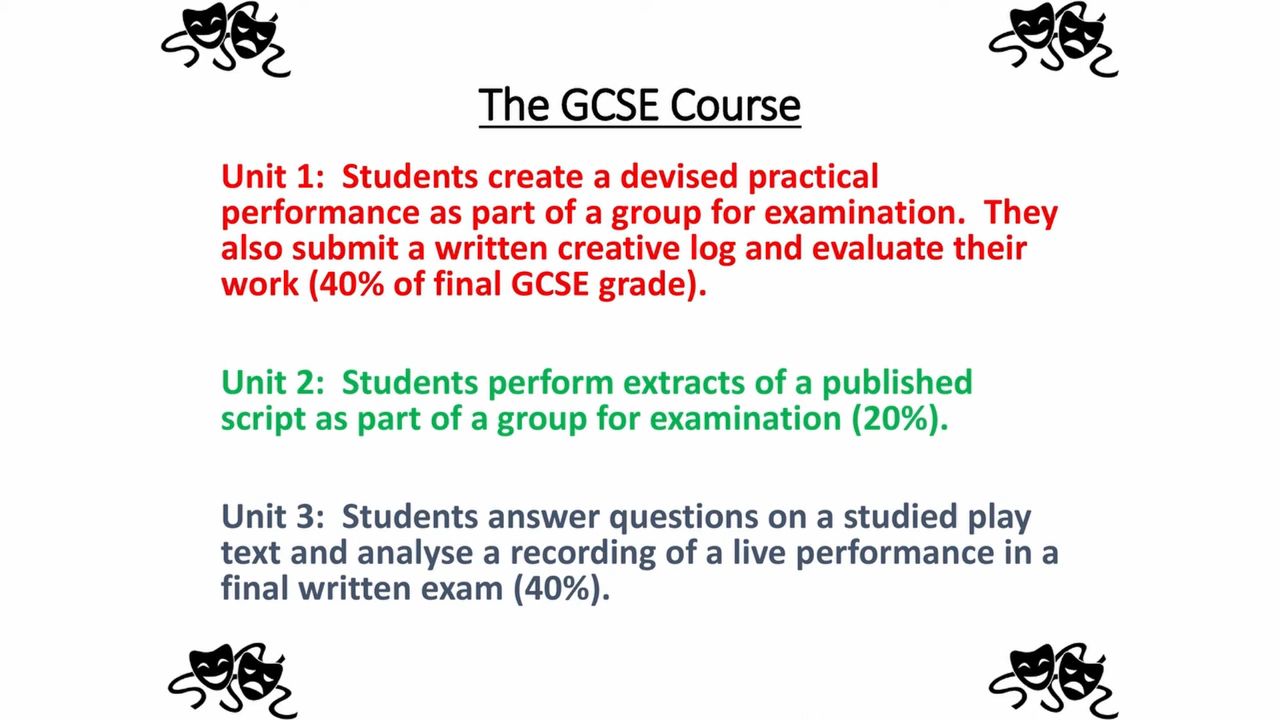 The GCSE Course
Unit 1:  Students create a devised practical
performance as part of a group for examination.  They
also submit a written creative log and evaluate their
work (40% of final GCSE grade).
Unit 2:  Students perform extracts of a published
script as part of a group for examination (20%).
Unit 3:  Students answer questions on a studied play
text and analyse a recording of a live performance in a
final written exam (40%).